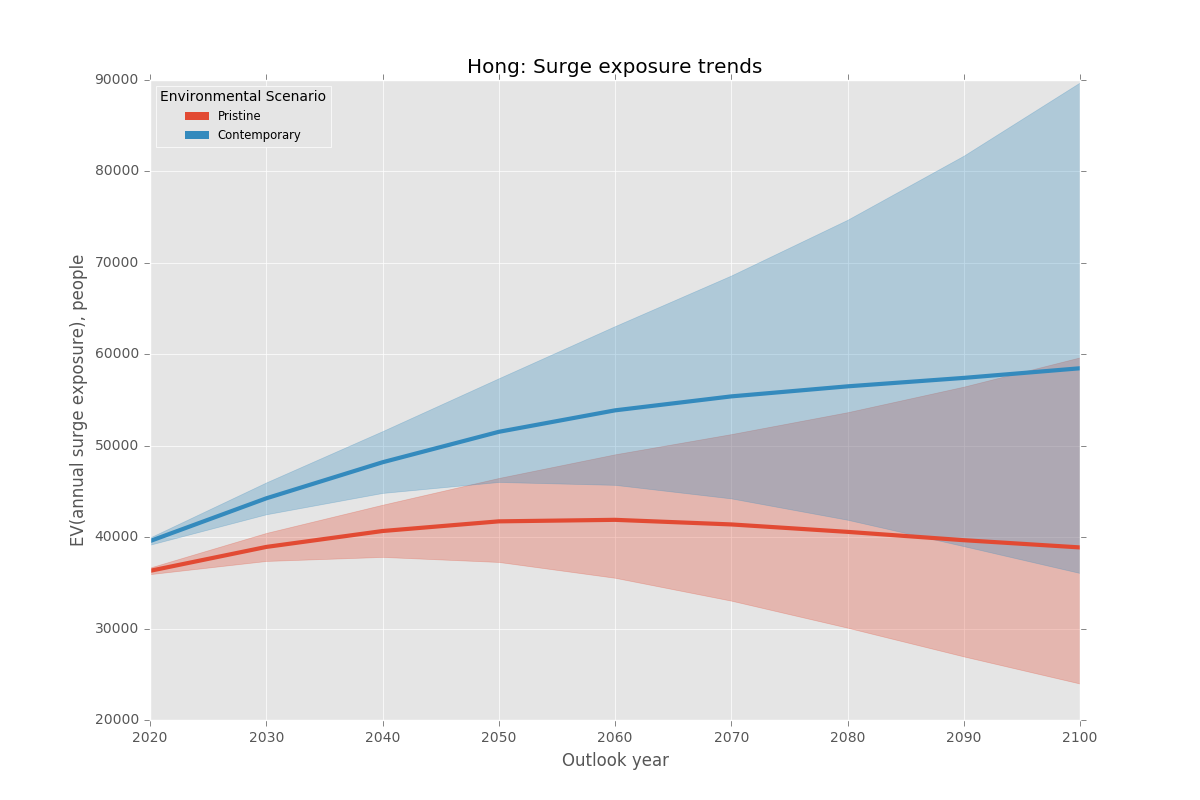 Hong: Surge exposure trends
Environmental Scenario
Pristine
Contemporary
EV(annual surge exposure), people
90000
80000
70000
60000
50000
40000
30000
20000
2020 2030 2040 2050 2060 2070 2080 2090 2100
Outlook year